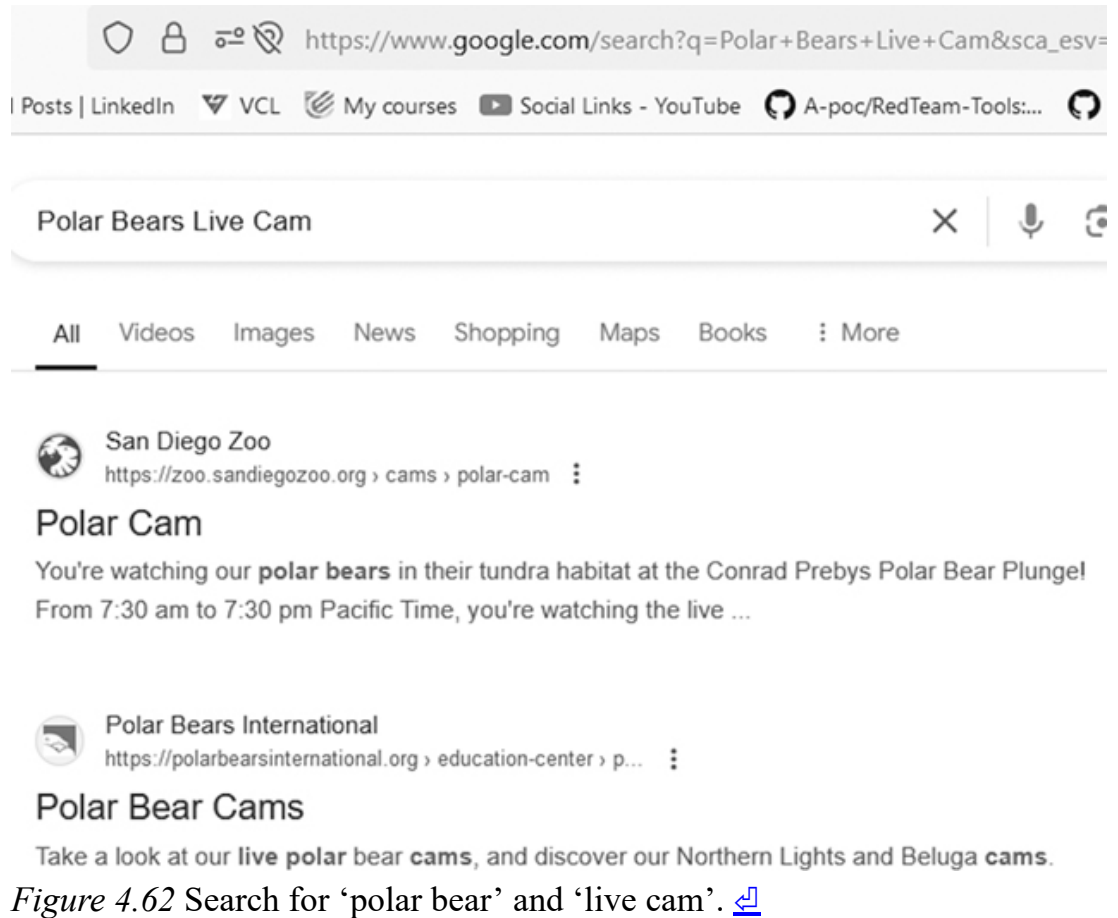 https://www.google.com/search?q=Polar+Bears+Live+Cam&sca_esv=
Posts | LinkedIn VCL My courses Social Links - YouTube A-poc/RedTeam-Tools:...
Polar Bears Live Cam
All Videos Images News Shopping Maps Books More
San Diego Zoo
https://zoo.sandiegozoo.org › cams › polar-cam
Polar Cam
You're watching our polar bears in their tundra habitat at the Conrad Prebys Polar Bear Plunge!
From 7:30 am to 7:30 pm Pacific Time, you're watching the live ...
Polar Bears International
https://polarbearsinternational.org › education-center › p...
Polar Bear Cams
Take a look at our live polar bear cams, and discover our Northern Lights and Beluga cams.
Figure 4.62 Search for ‘polar bear’ and ‘live cam’.